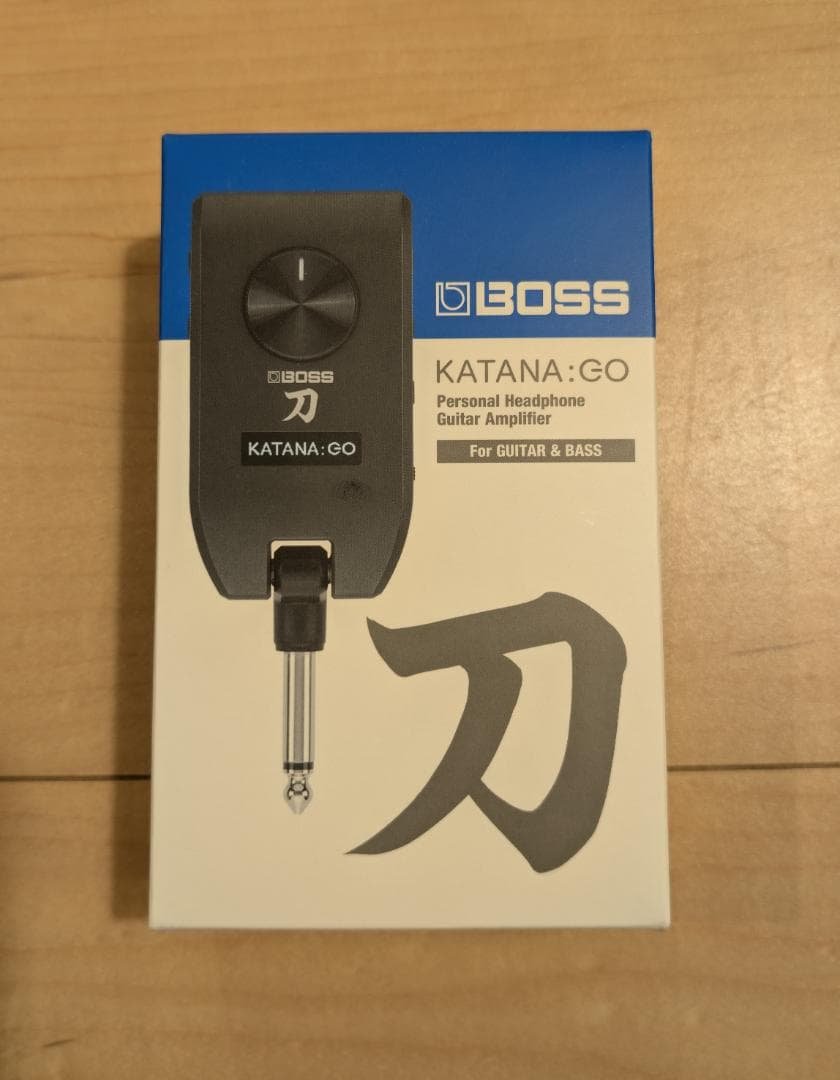 BOSS
刀
KATANA:GO
BOSS
KATANA:GO
Personal Headphone
Guitar Amplifier
For GUITAR & BASS
刀